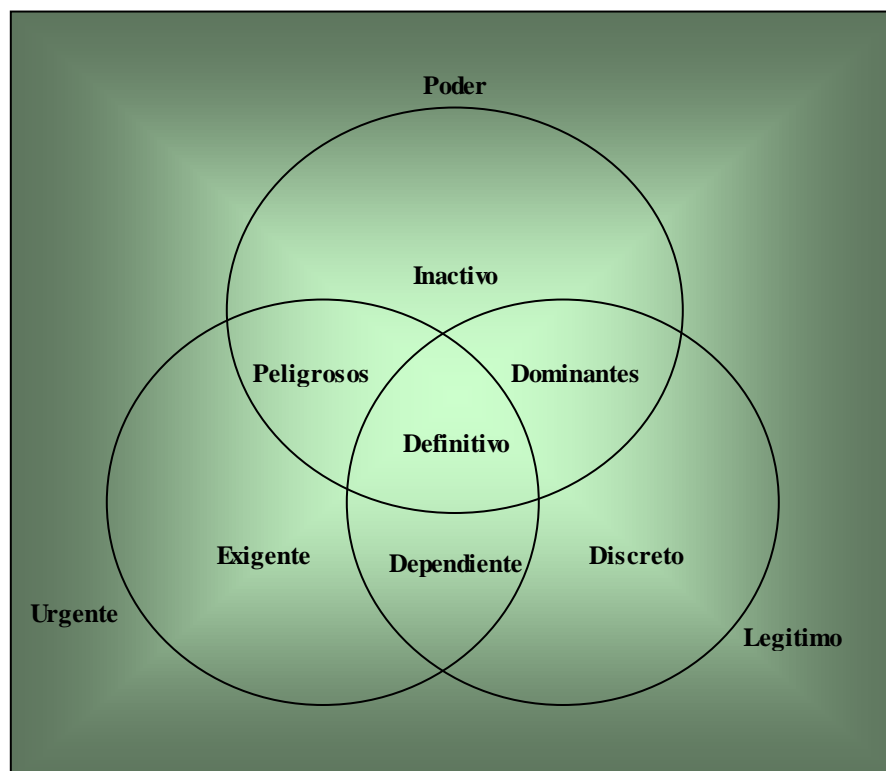 Poder
Inactivo
Peligrosos
Dominantes
Definitivo
Exigente
Dependiente
Discreto
Urgente
Legitimo